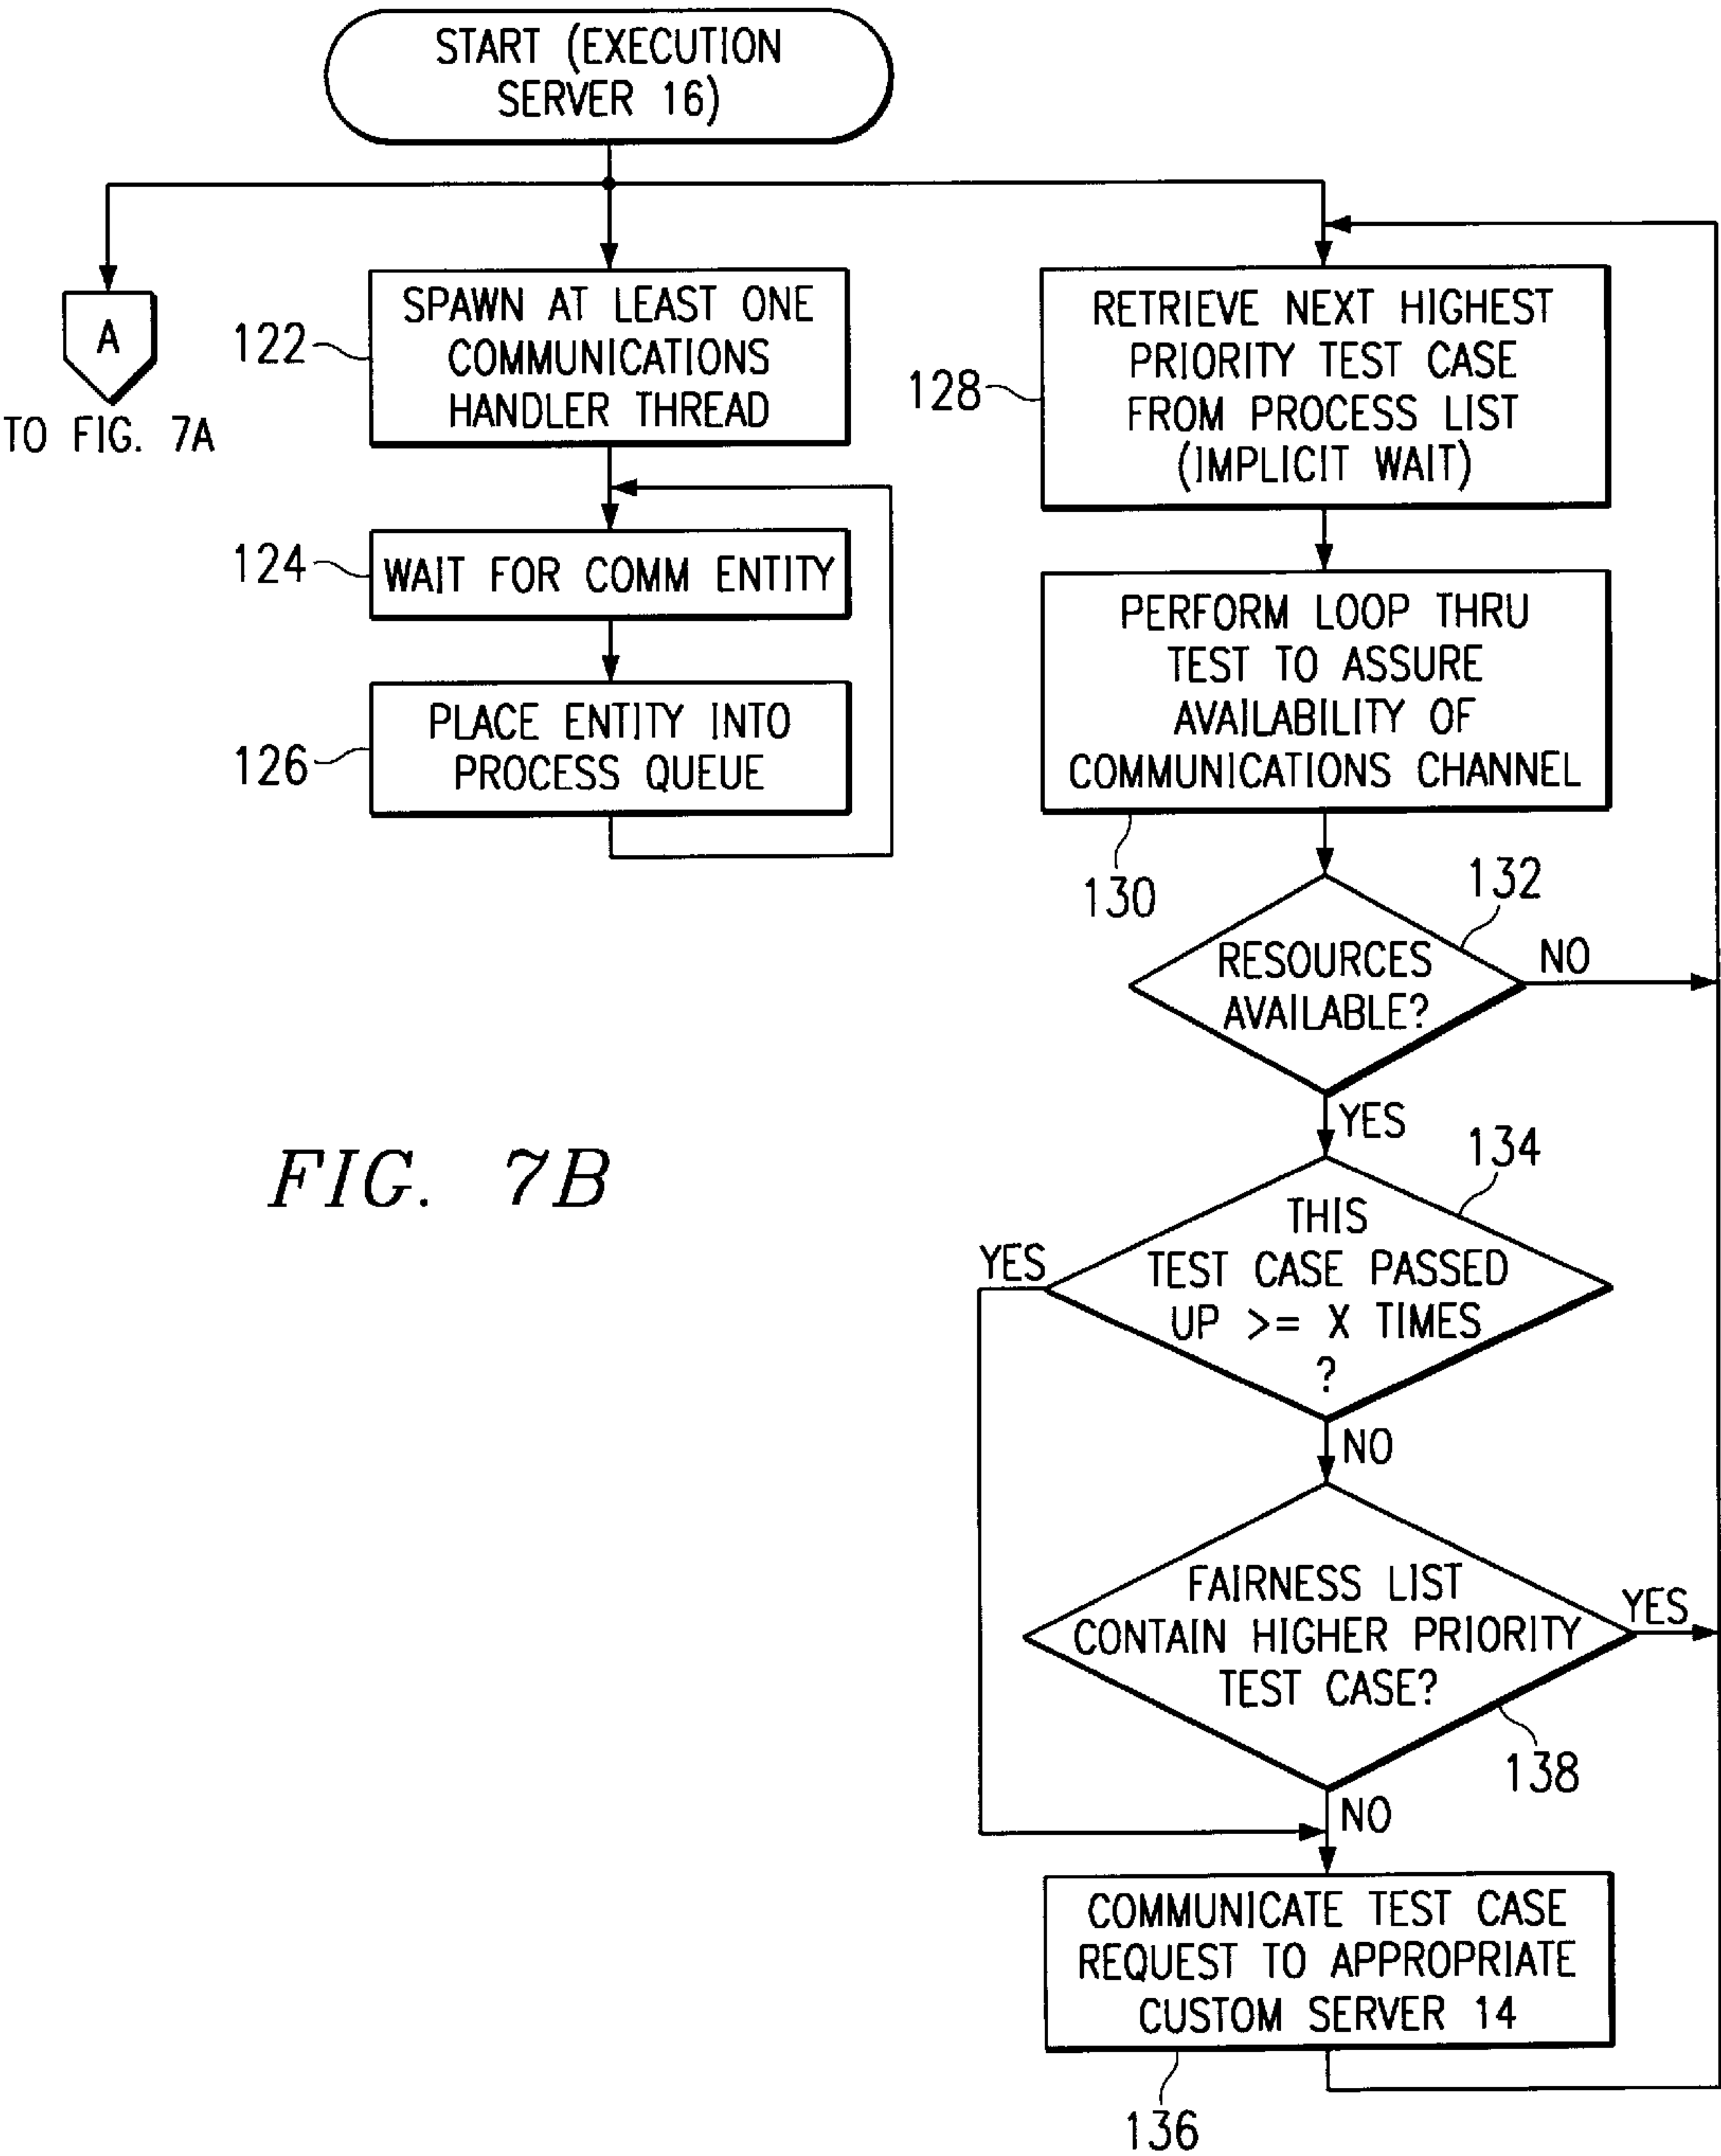 START (EXECUTION
SERVER 16)
A
TO FIG. 7A
122
SPAWN AT LEAST ONE
COMMUNICATIONS
HANDLER THREAD
124
WAIT FOR COMM ENTITY
126
PLACE ENTITY INTO
PROCESS QUEUE
128
RETRIEVE NEXT HIGHEST
PRIORITY TEST CASE
FROM PROCESS LIST
(IMPLICIT WAIT)
PERFORM LOOP THRU
TEST TO ASSURE
AVAILABILITY OF
COMMUNICATIONS CHANNEL
130
132
RESOURCES
AVAILABLE?
NO
YES
134
THIS
TEST CASE PASSED
UP >= X TIMES
?
YES
NO
FAIRNESS LIST
CONTAIN HIGHER PRIORITY
TEST CASE?
YES
138
NO
COMMUNICATE TEST CASE
REQUEST TO APPROPRIATE
CUSTOM SERVER 14
136
FIG. 7B